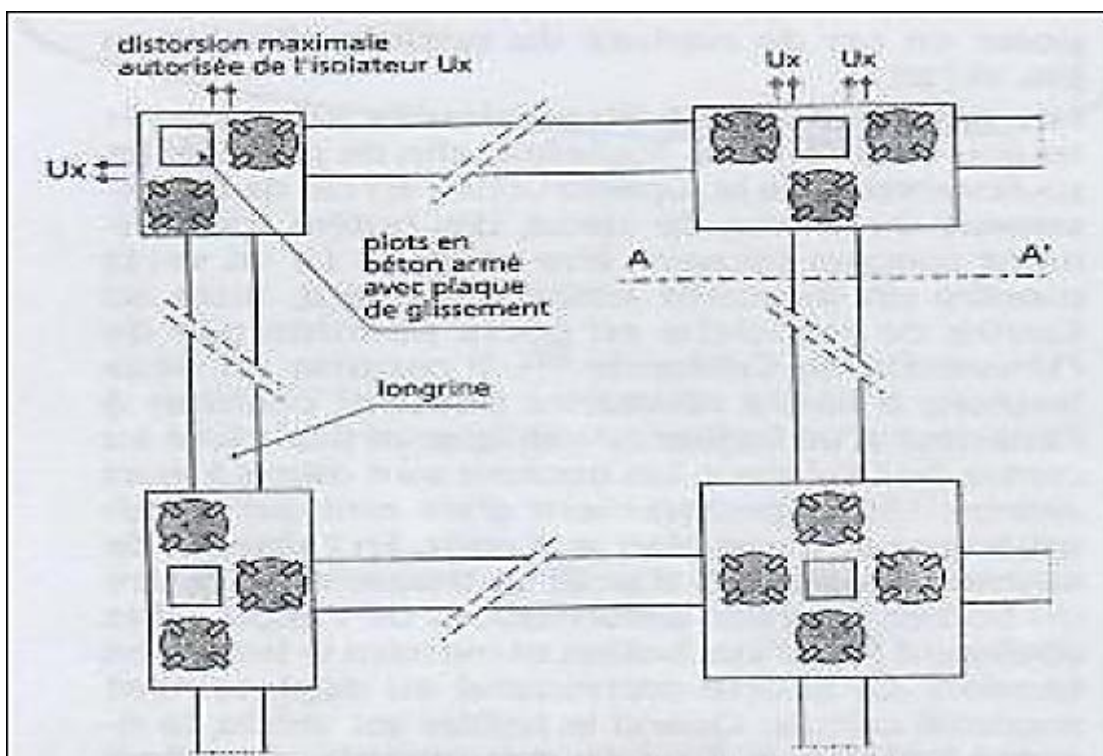 distorsion maximale
autorisée de l'isolateur Ux
Ux
Ux
Ux
plots en
béton armé
avec plaque
de glissement
A
A'
longrine